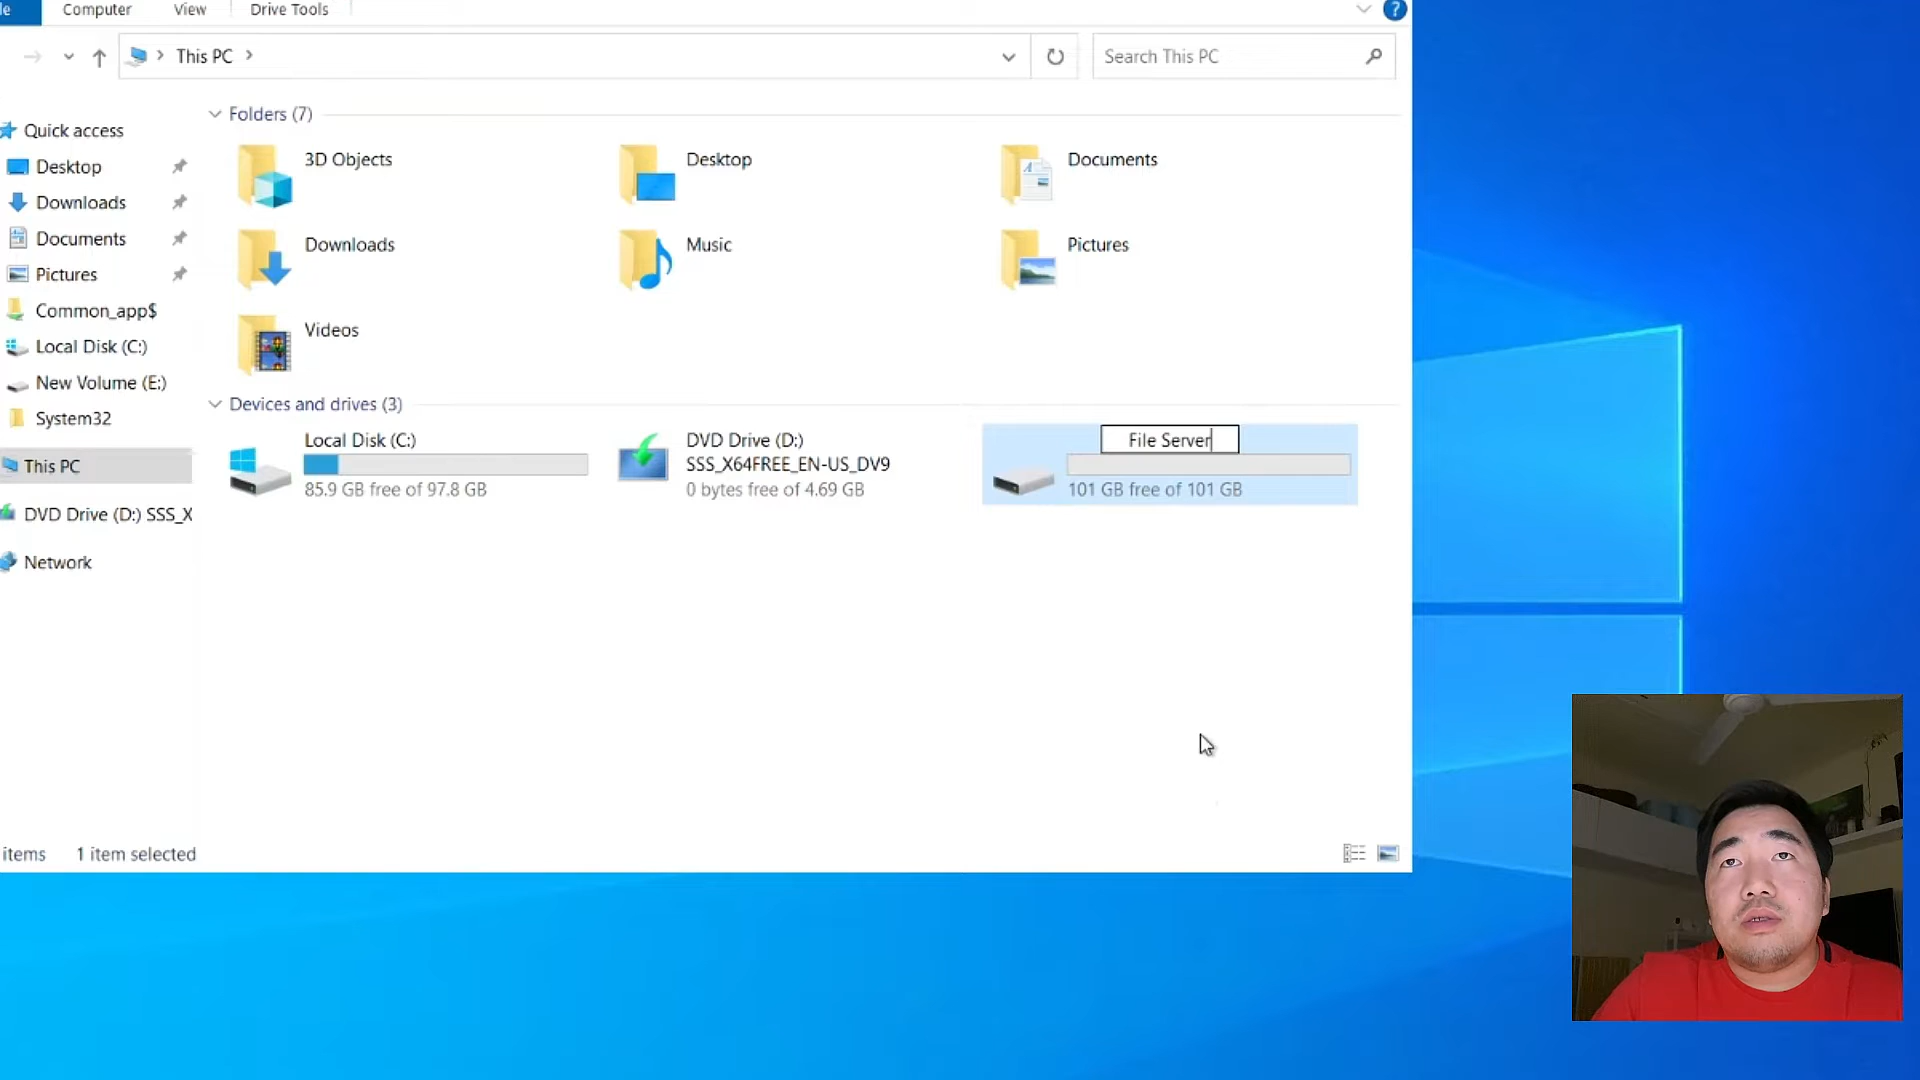 le
Computer
View
Drive Tools
?
This PC
Search This PC
Quick access
Desktop
Downloads
Documents
Pictures
Common_app$
Local Disk (C:)
New Volume (E:)
System32
This PC
DVD Drive (D:) SSS_X
Network
Folders (7)
3D Objects
Desktop
Documents
Downloads
Music
Pictures
Videos
Devices and drives (3)
Local Disk (C:)
85.9 GB free of 97.8 GB
DVD Drive (D:)
SSS_X64FREE_EN-US_DV9
0 bytes free of 4.69 GB
File Server
101 GB free of 101 GB
items
1 item selected